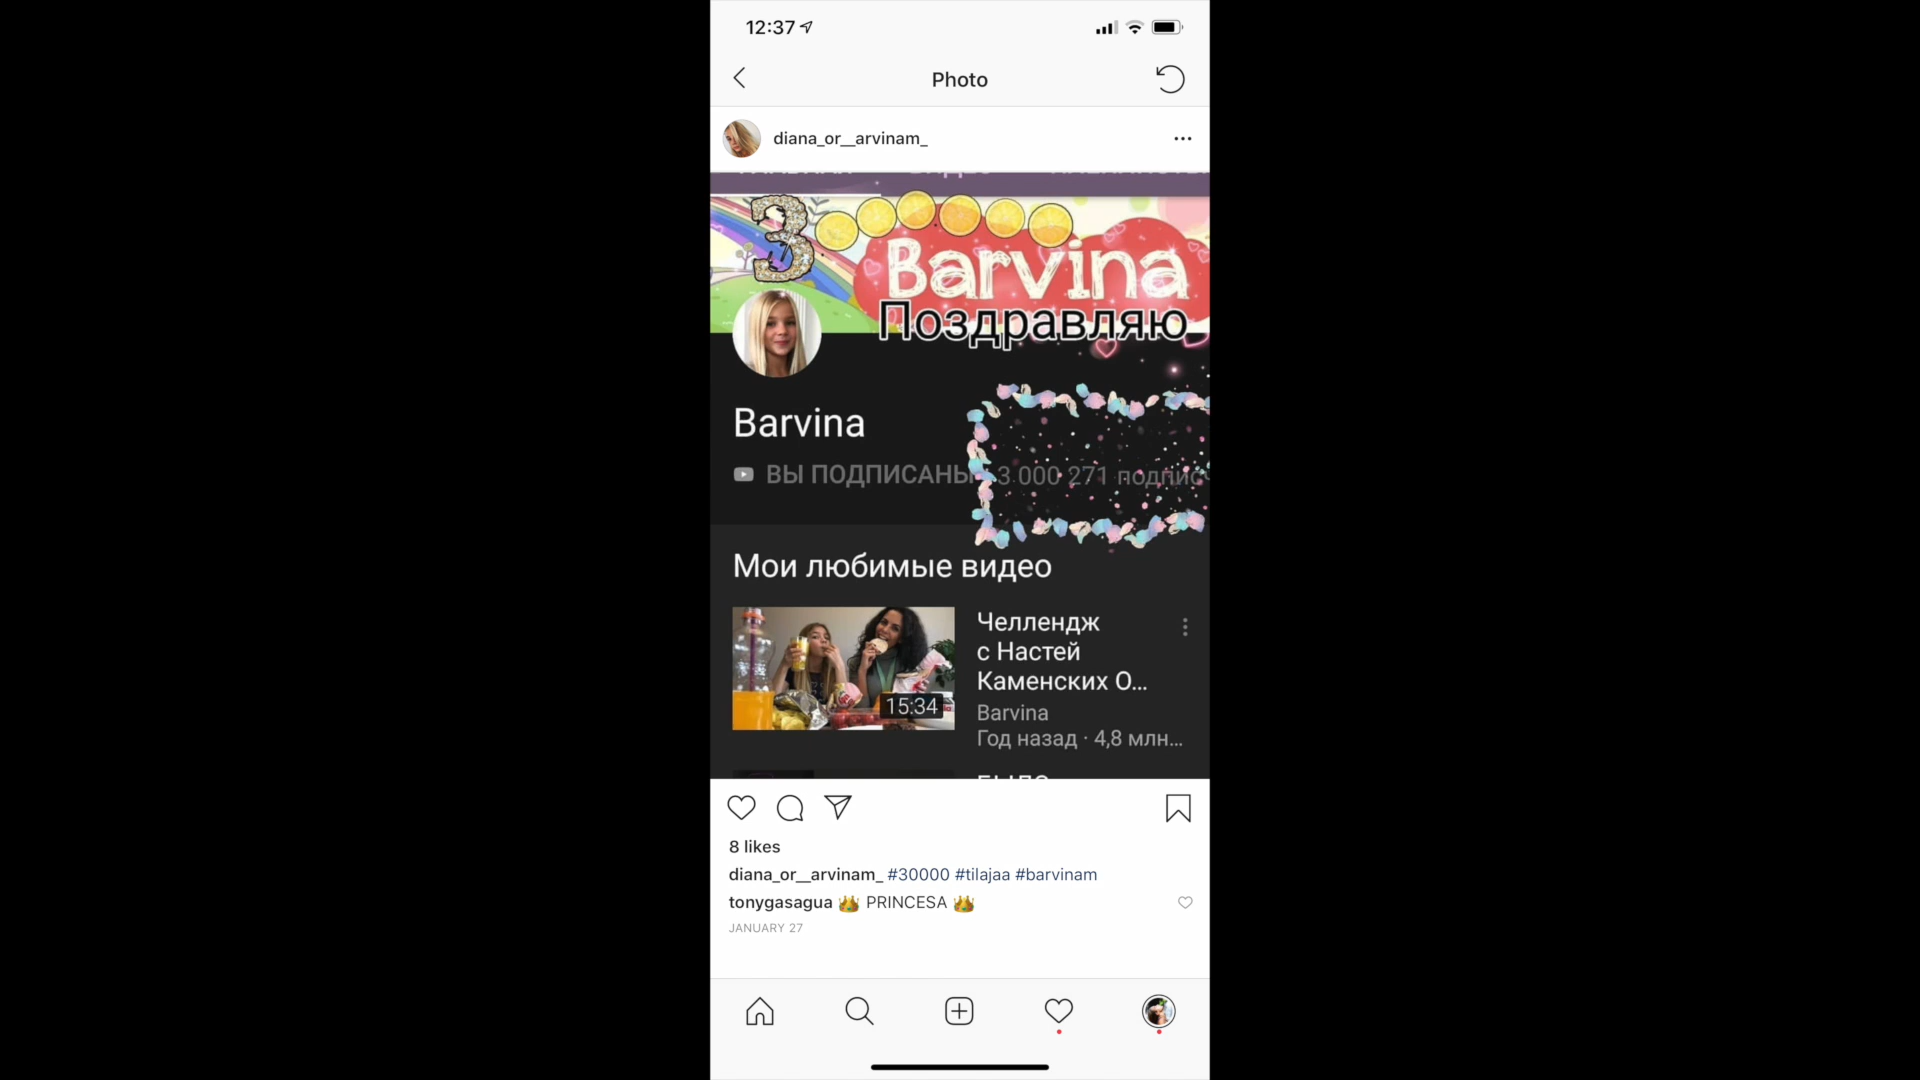 12:37
Photo
diana_or__arvinam_
3
Barvina
Поздравляю
Barvina
ВЫ ПОДПИСАНЫ 3 000 271 подписч
Мои любимые видео
Челлендж
с Настей
Каменских О...
15:34
Barvina
Год назад · 4,8 млн...
8 likes
diana_or__arvinam_ #30000 #tilajaa #barvinam
tonygasagua 👑 PRINCESA 👑
JANUARY 27